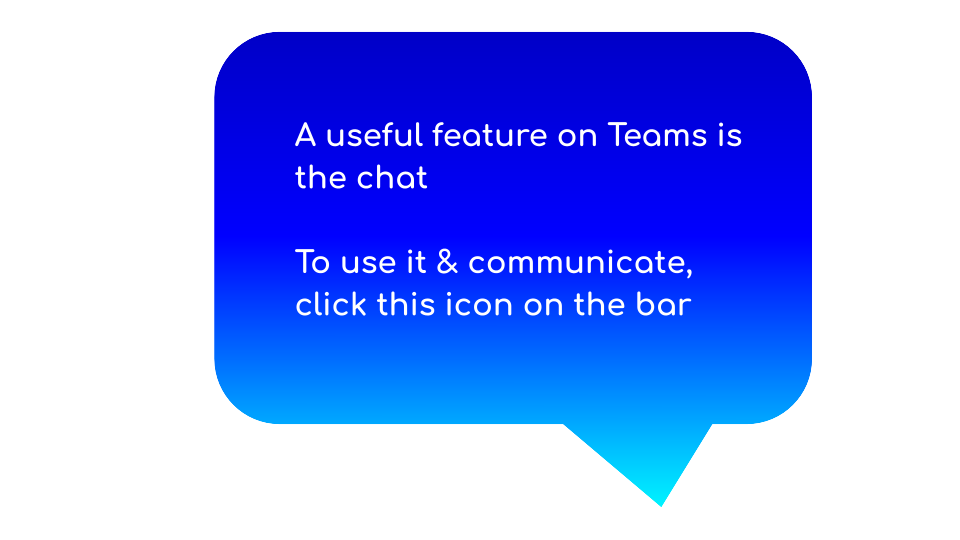 A useful feature on Teams is
the chat
To use it & communicate,
click this icon on the bar